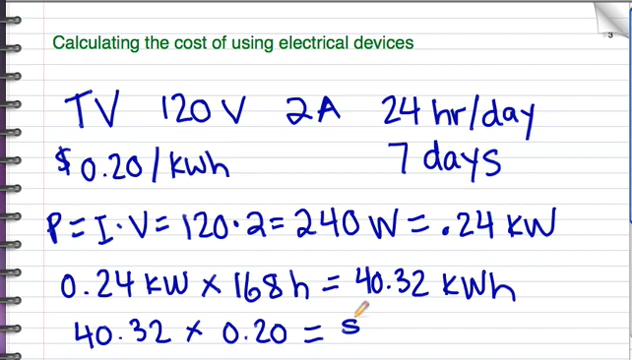 3
Calculating the cost of using electrical devices
TV 120 V 2A 24 hr/day
$0.20/kwh 7 days
P = I · V = 120 · 2 = 240 W = .24 KW
0.24 KW × 168 h = 40.32 KWh
40.32 × 0.20 =